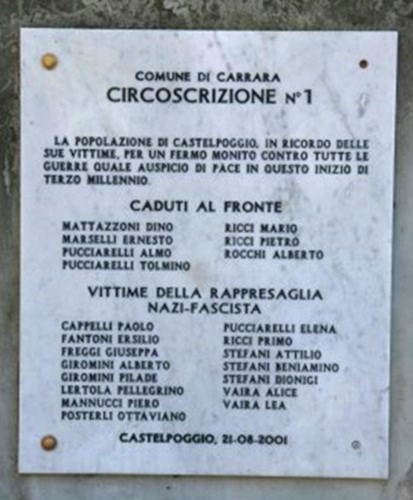 COMUNE DI CARRARA
CIRCOSCRIZIONE N° 1
LA POPOLAZIONE DI CASTELPOGGIO, IN RICORDO DELLE
SUE VITTIME, PER UN FERMO MONITO CONTRO TUTTE LE
GUERRE QUALE AUSPICIO DI PACE IN QUESTO INIZIO DI
TERZO MILLENNIO.
CADUTI AL FRONTE
MATTAZZONI DINO
MARSELLI ERNESTO
PUCCIARELLI ALMO
PUCCIARELLI TOLMINO
RICCI MARIO
RICCI PIETRO
ROCCHI ALBERTO
VITTIME DELLA RAPPRESAGLIA
NAZI-FASCISTA
CAPPELLI PAOLO
FANTONI ERSILIO
FREGGI GIUSEPPA
GIROMINI ALBERTO
GIROMINI PILADE
LERTOLA PELLEGRINO
MANNUCCI PIERO
POSTERLI OTTAVIANO
PUCCIARELLI ELENA
RICCI PRIMO
STEFANI ATTILIO
STEFANI BENIAMINO
STEFANI DIONIGI
VAIRA ALICE
VAIRA LEA
CASTELPOGGIO, 21-08-2001